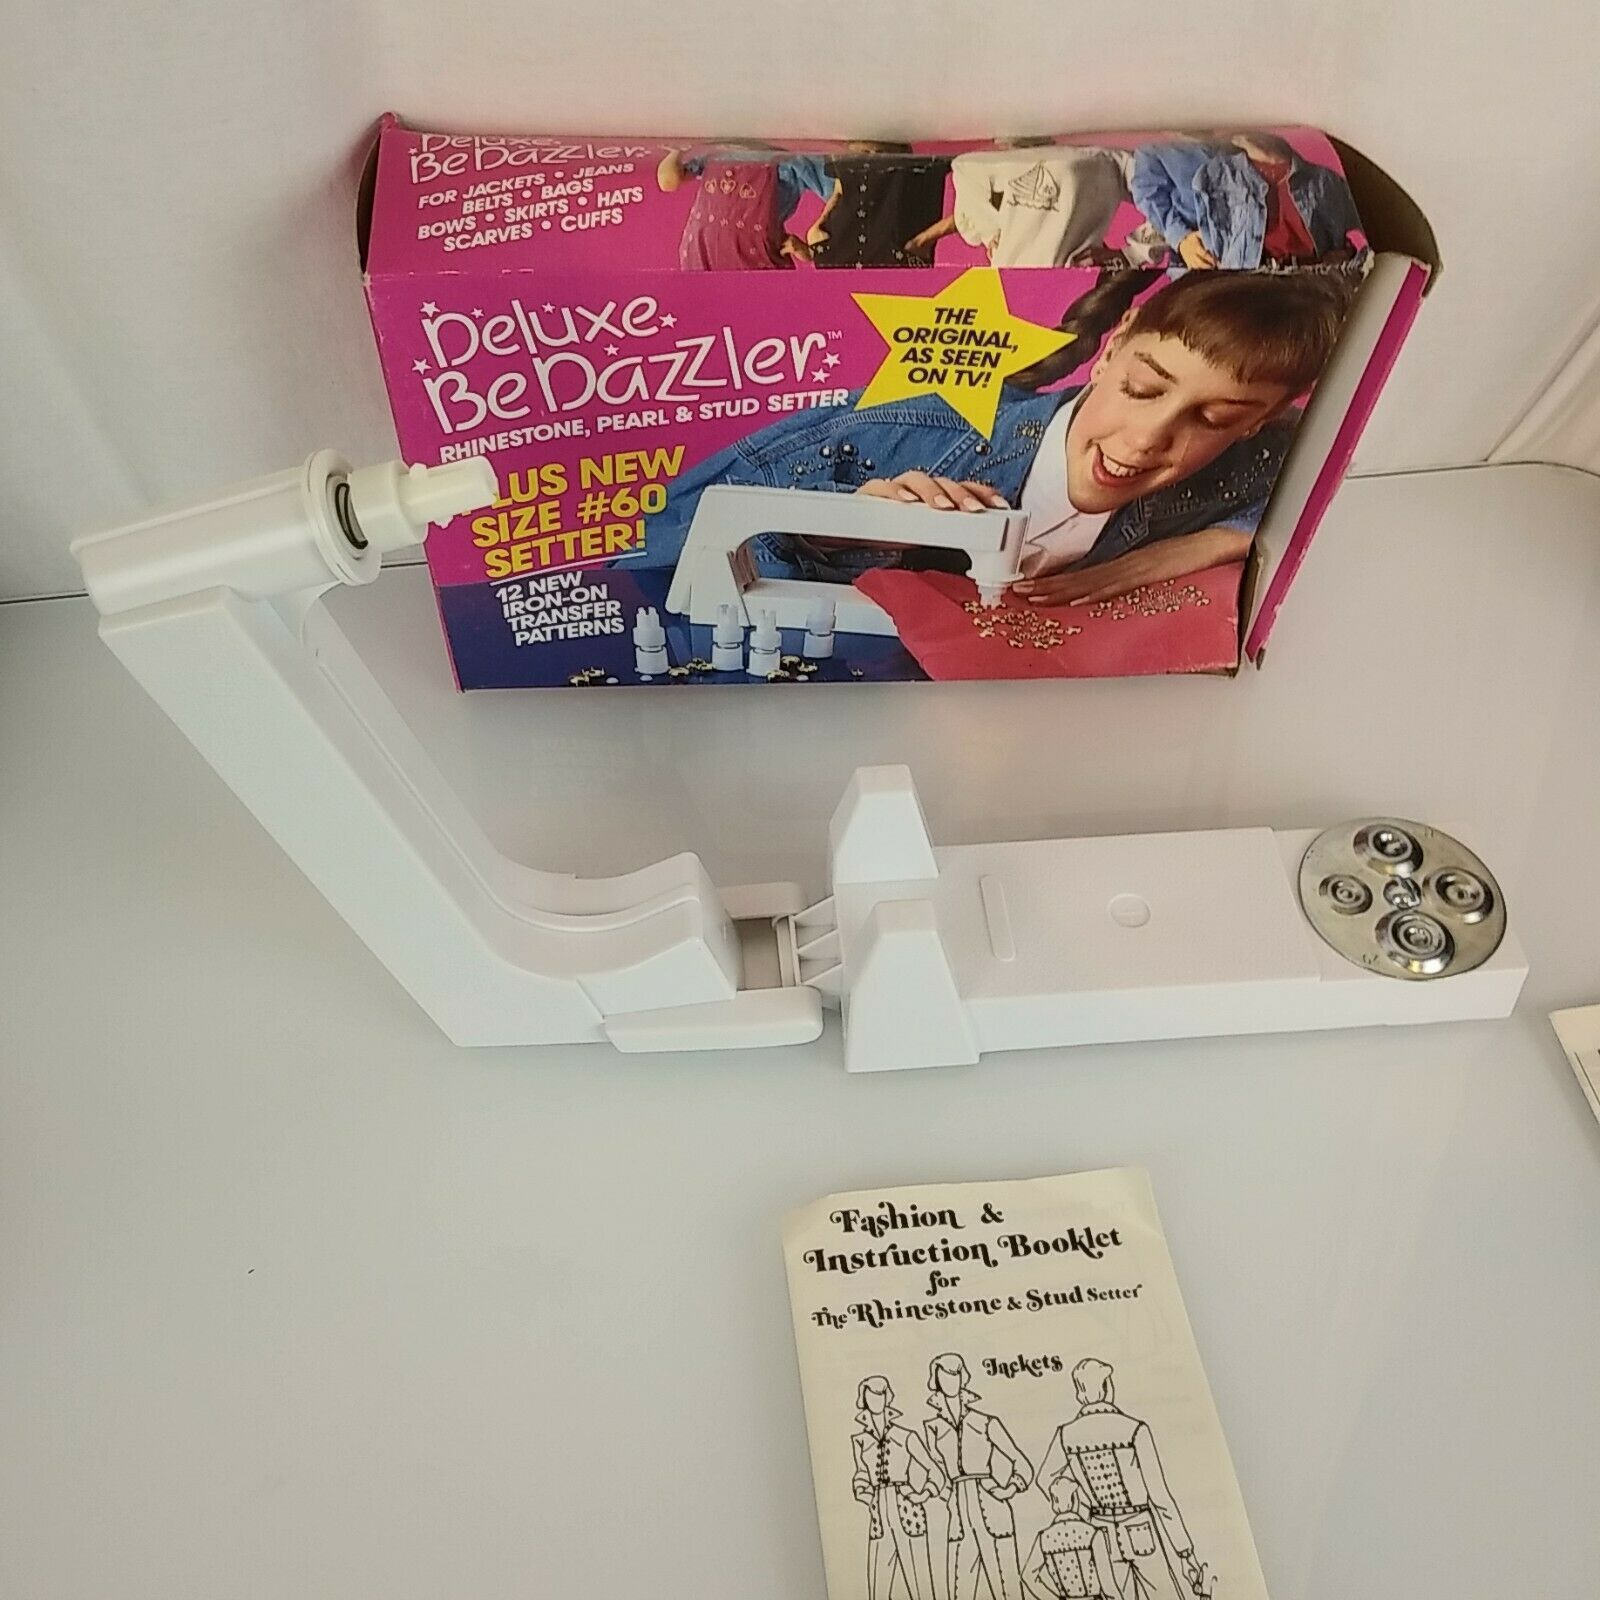 Deluxe
BeDazzler
FOR JACKETS • JEANS
BELTS • BAGS
BOWS • SKIRTS • HATS
SCARVES • CUFFS
Deluxe
BeDazzler™
RHINESTONE, PEARL & STUD SETTER
THE
ORIGINAL,
AS SEEN
ON TV!
PLUS NEW
SIZE #60
SETTER!
12 NEW
IRON-ON
TRANSFER
PATTERNS
Fashion &
Instruction Booklet
for
The Rhinestone & Stud Setter
Jackets